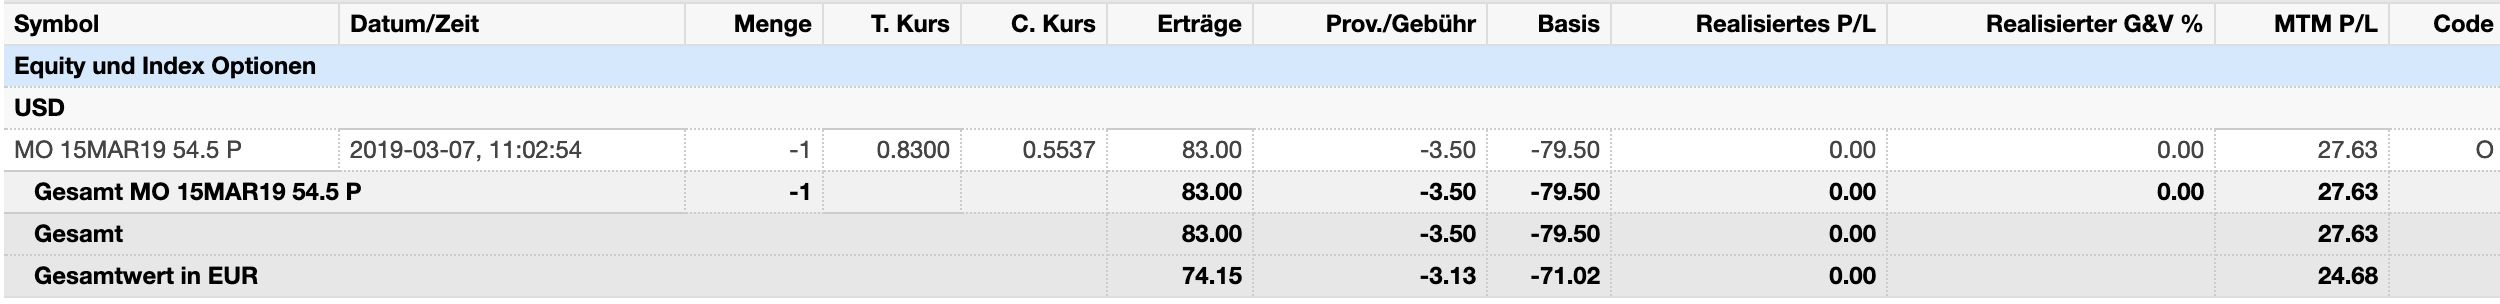 Symbol Datum/Zeit Menge T. Kurs C. Kurs Erträge Prov./Gebühr Basis Realisiertes P/L Realisierter G&V % MTM P/L Code
Equity und Index Optionen
USD
MO 15MAR19 54.5 P 2019-03-07, 11:02:54 -1 0.8300 0.5537 83.00 -3.50 -79.50 0.00 0.00 27.63 O
Gesamt MO 15MAR19 54.5 P -1 83.00 -3.50 -79.50 0.00 0.00 27.63
Gesamt 83.00 -3.50 -79.50 0.00 27.63
Gesamtwert in EUR 74.15 -3.13 -71.02 0.00 24.68